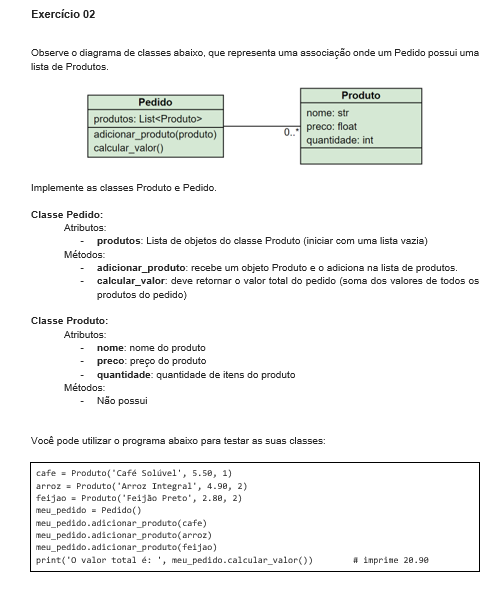 Exercício 02
Observe o diagrama de classes abaixo, que representa uma associação onde um Pedido possui uma
lista de Produtos.
Pedido
produtos: List<Produto>
adicionar_produto(produto)
calcular_valor()
0..*
Produto
nome: str
preco: float
quantidade: int
Implemente as classes Produto e Pedido.
Classe Pedido:
Atributos:
- produtos: Lista de objetos do classe Produto (iniciar com uma lista vazia)
Métodos:
- adicionar_produto: recebe um objeto Produto e o adiciona na lista de produtos.
- calcular_valor: deve retornar o valor total do pedido (soma dos valores de todos os
produtos do pedido)
Classe Produto:
Atributos:
- nome: nome do produto
- preco: preço do produto
- quantidade: quantidade de itens do produto
Métodos:
- Não possui
Você pode utilizar o programa abaixo para testar as suas classes:
cafe = Produto('Café Solúvel', 5.50, 1)
arroz = Produto('Arroz Integral', 4.90, 2)
feijao = Produto('Feijão Preto', 2.80, 2)
meu_pedido = Pedido()
meu_pedido.adicionar_produto(cafe)
meu_pedido.adicionar_produto(arroz)
meu_pedido.adicionar_produto(feijao)
print('O valor total é: ', meu_pedido.calcular_valor()) # imprime 20.90